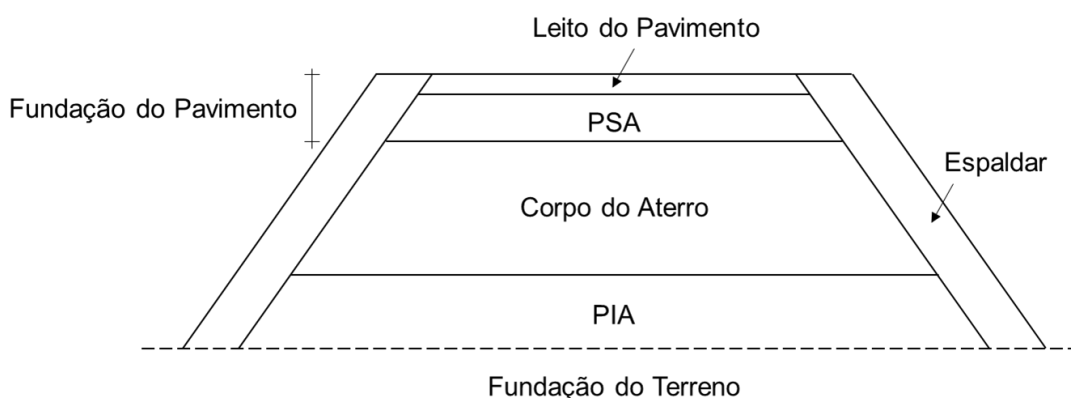 Leito do Pavimento
Fundação do Pavimento
PSA
Espaldar
Corpo do Aterro
PIA
Fundação do Terreno